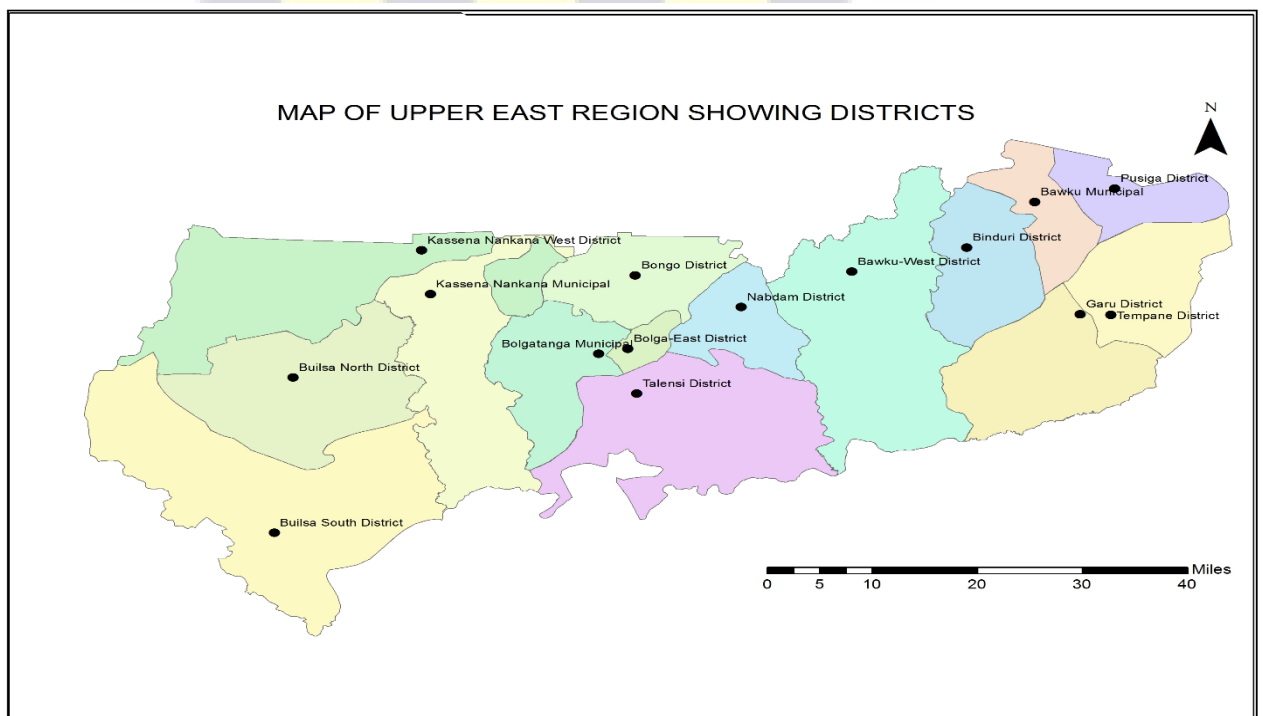 MAP OF UPPER EAST REGION SHOWING DISTRICTS
N
Pusiga District
Bawku Municipal
Kassena Nankana West District
Binduri District
Bongo District
Bawku-West District
Kassena Nankana Municipal
Nabdam District
Garu District
Tempane District
Bolga-East District
Bolgatanga Municipal
Builsa North District
Talensi District
Builsa South District
Miles
0 5 10 20 30 40